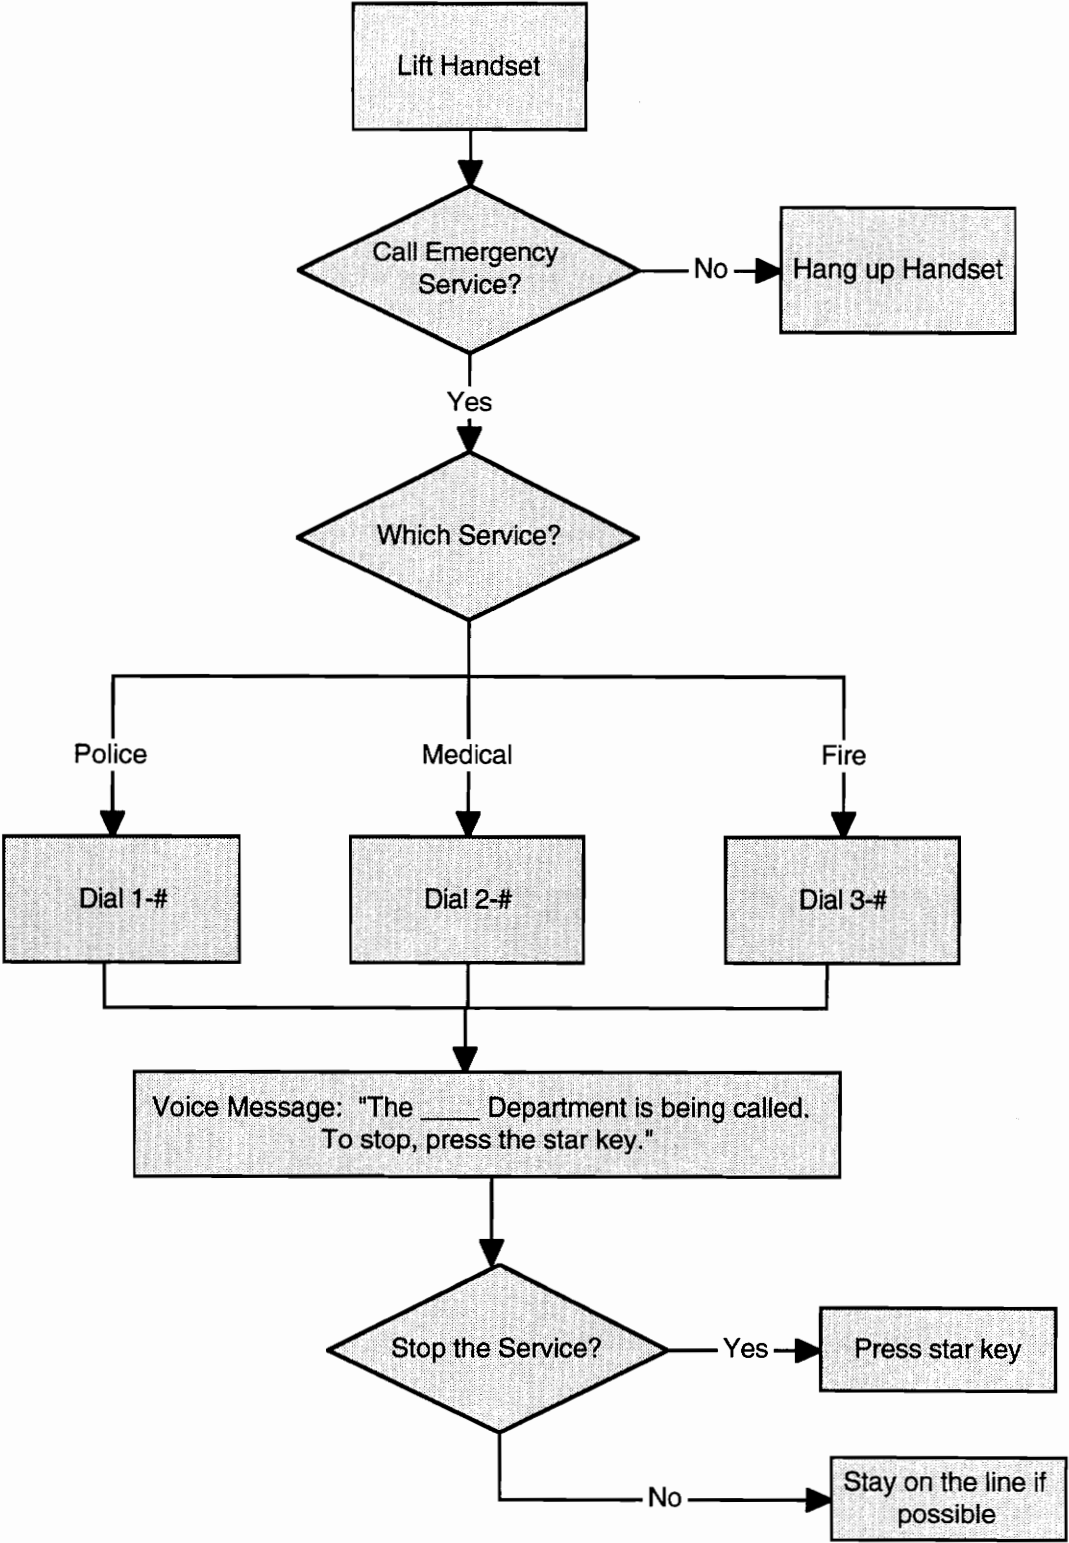 Lift Handset
Call Emergency
Service?
No
Hang up Handset
Yes
Which Service?
Police
Medical
Fire
Dial 1-#
Dial 2-#
Dial 3-#
Voice Message: "The ____ Department is being called.
To stop, press the star key."
Stop the Service?
Yes
Press star key
No
Stay on the line if
possible